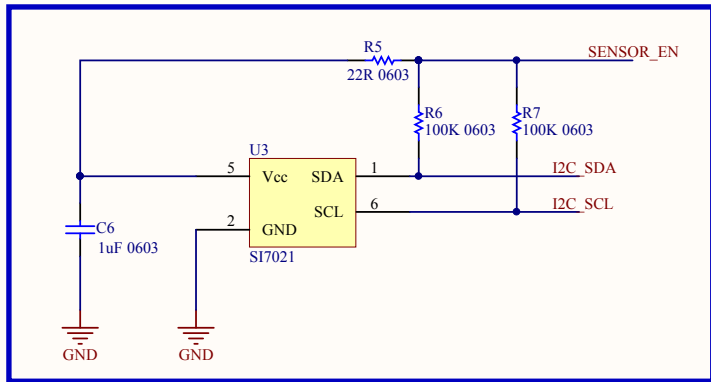 R5
22R 0603
SENSOR_EN
R6
100K 0603
R7
100K 0603
U3
5
Vcc
SDA
1
I2C_SDA
SCL
6
I2C_SCL
2
GND
SI7021
C6
1uF 0603
GND
GND